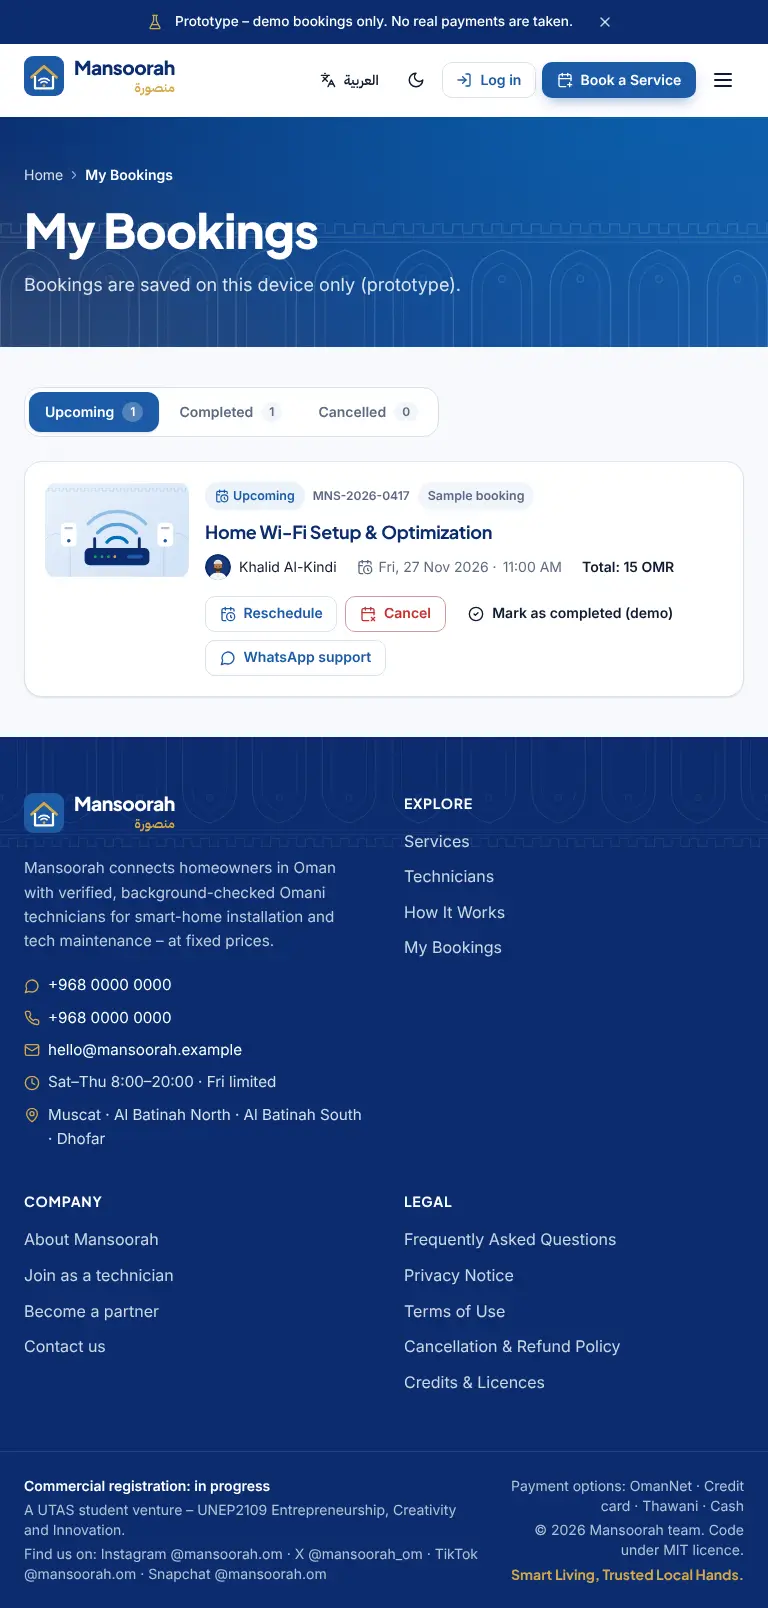 Prototype – demo bookings only. No real payments are taken.
Mansoorah
منصورة
العربية
Log in
Book a Service
Home
My Bookings
My Bookings
Bookings are saved on this device only (prototype).
Upcoming 1
Completed 1
Cancelled 0
Upcoming
MNS-2026-0417
Sample booking
Home Wi-Fi Setup & Optimization
Khalid Al-Kindi
Fri, 27 Nov 2026 · 11:00 AM
Total: 15 OMR
Reschedule
Cancel
Mark as completed (demo)
WhatsApp support
Mansoorah
منصورة
Mansoorah connects homeowners in Oman
with verified, background-checked Omani
technicians for smart-home installation and
tech maintenance – at fixed prices.
+968 0000 0000
+968 0000 0000
hello@mansoorah.example
Sat–Thu 8:00–20:00 · Fri limited
Muscat · Al Batinah North · Al Batinah South
· Dhofar
EXPLORE
Services
Technicians
How It Works
My Bookings
COMPANY
About Mansoorah
Join as a technician
Become a partner
Contact us
LEGAL
Frequently Asked Questions
Privacy Notice
Terms of Use
Cancellation & Refund Policy
Credits & Licences
Commercial registration: in progress
A UTAS student venture – UNEP2109 Entrepreneurship, Creativity
and Innovation.
Find us on: Instagram @mansoorah.om · X @mansoorah_om · TikTok
@mansoorah.om · Snapchat @mansoorah.om
Payment options: OmanNet · Credit
card · Thawani · Cash
© 2026 Mansoorah team. Code
under MIT licence.
Smart Living, Trusted Local Hands.